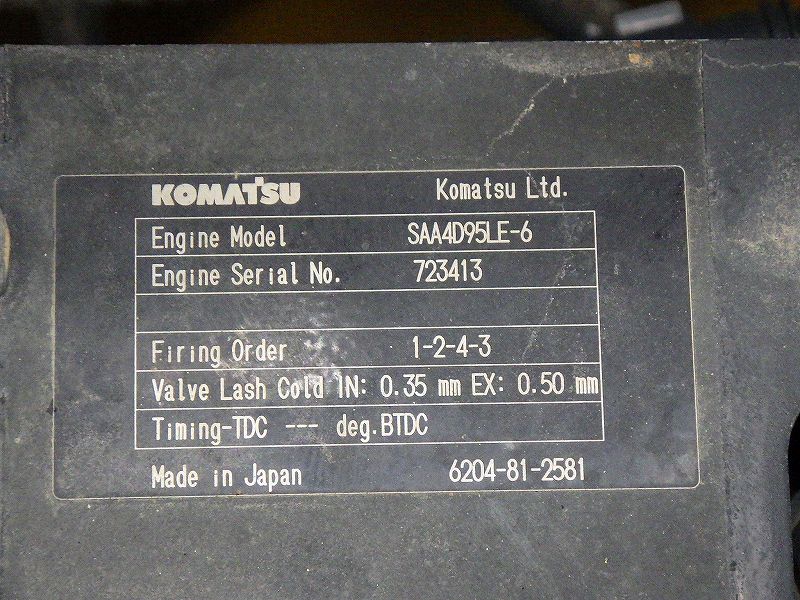 KOMATSU Komatsu Ltd.
Engine Model SAA4D95LE-6
Engine Serial No. 723413
Firing Order 1-2-4-3
Valve Lash Cold IN: 0.35 mm EX: 0.50 mm
Timing-TDC --- deg.BTDC
Made in Japan 6204-81-2581